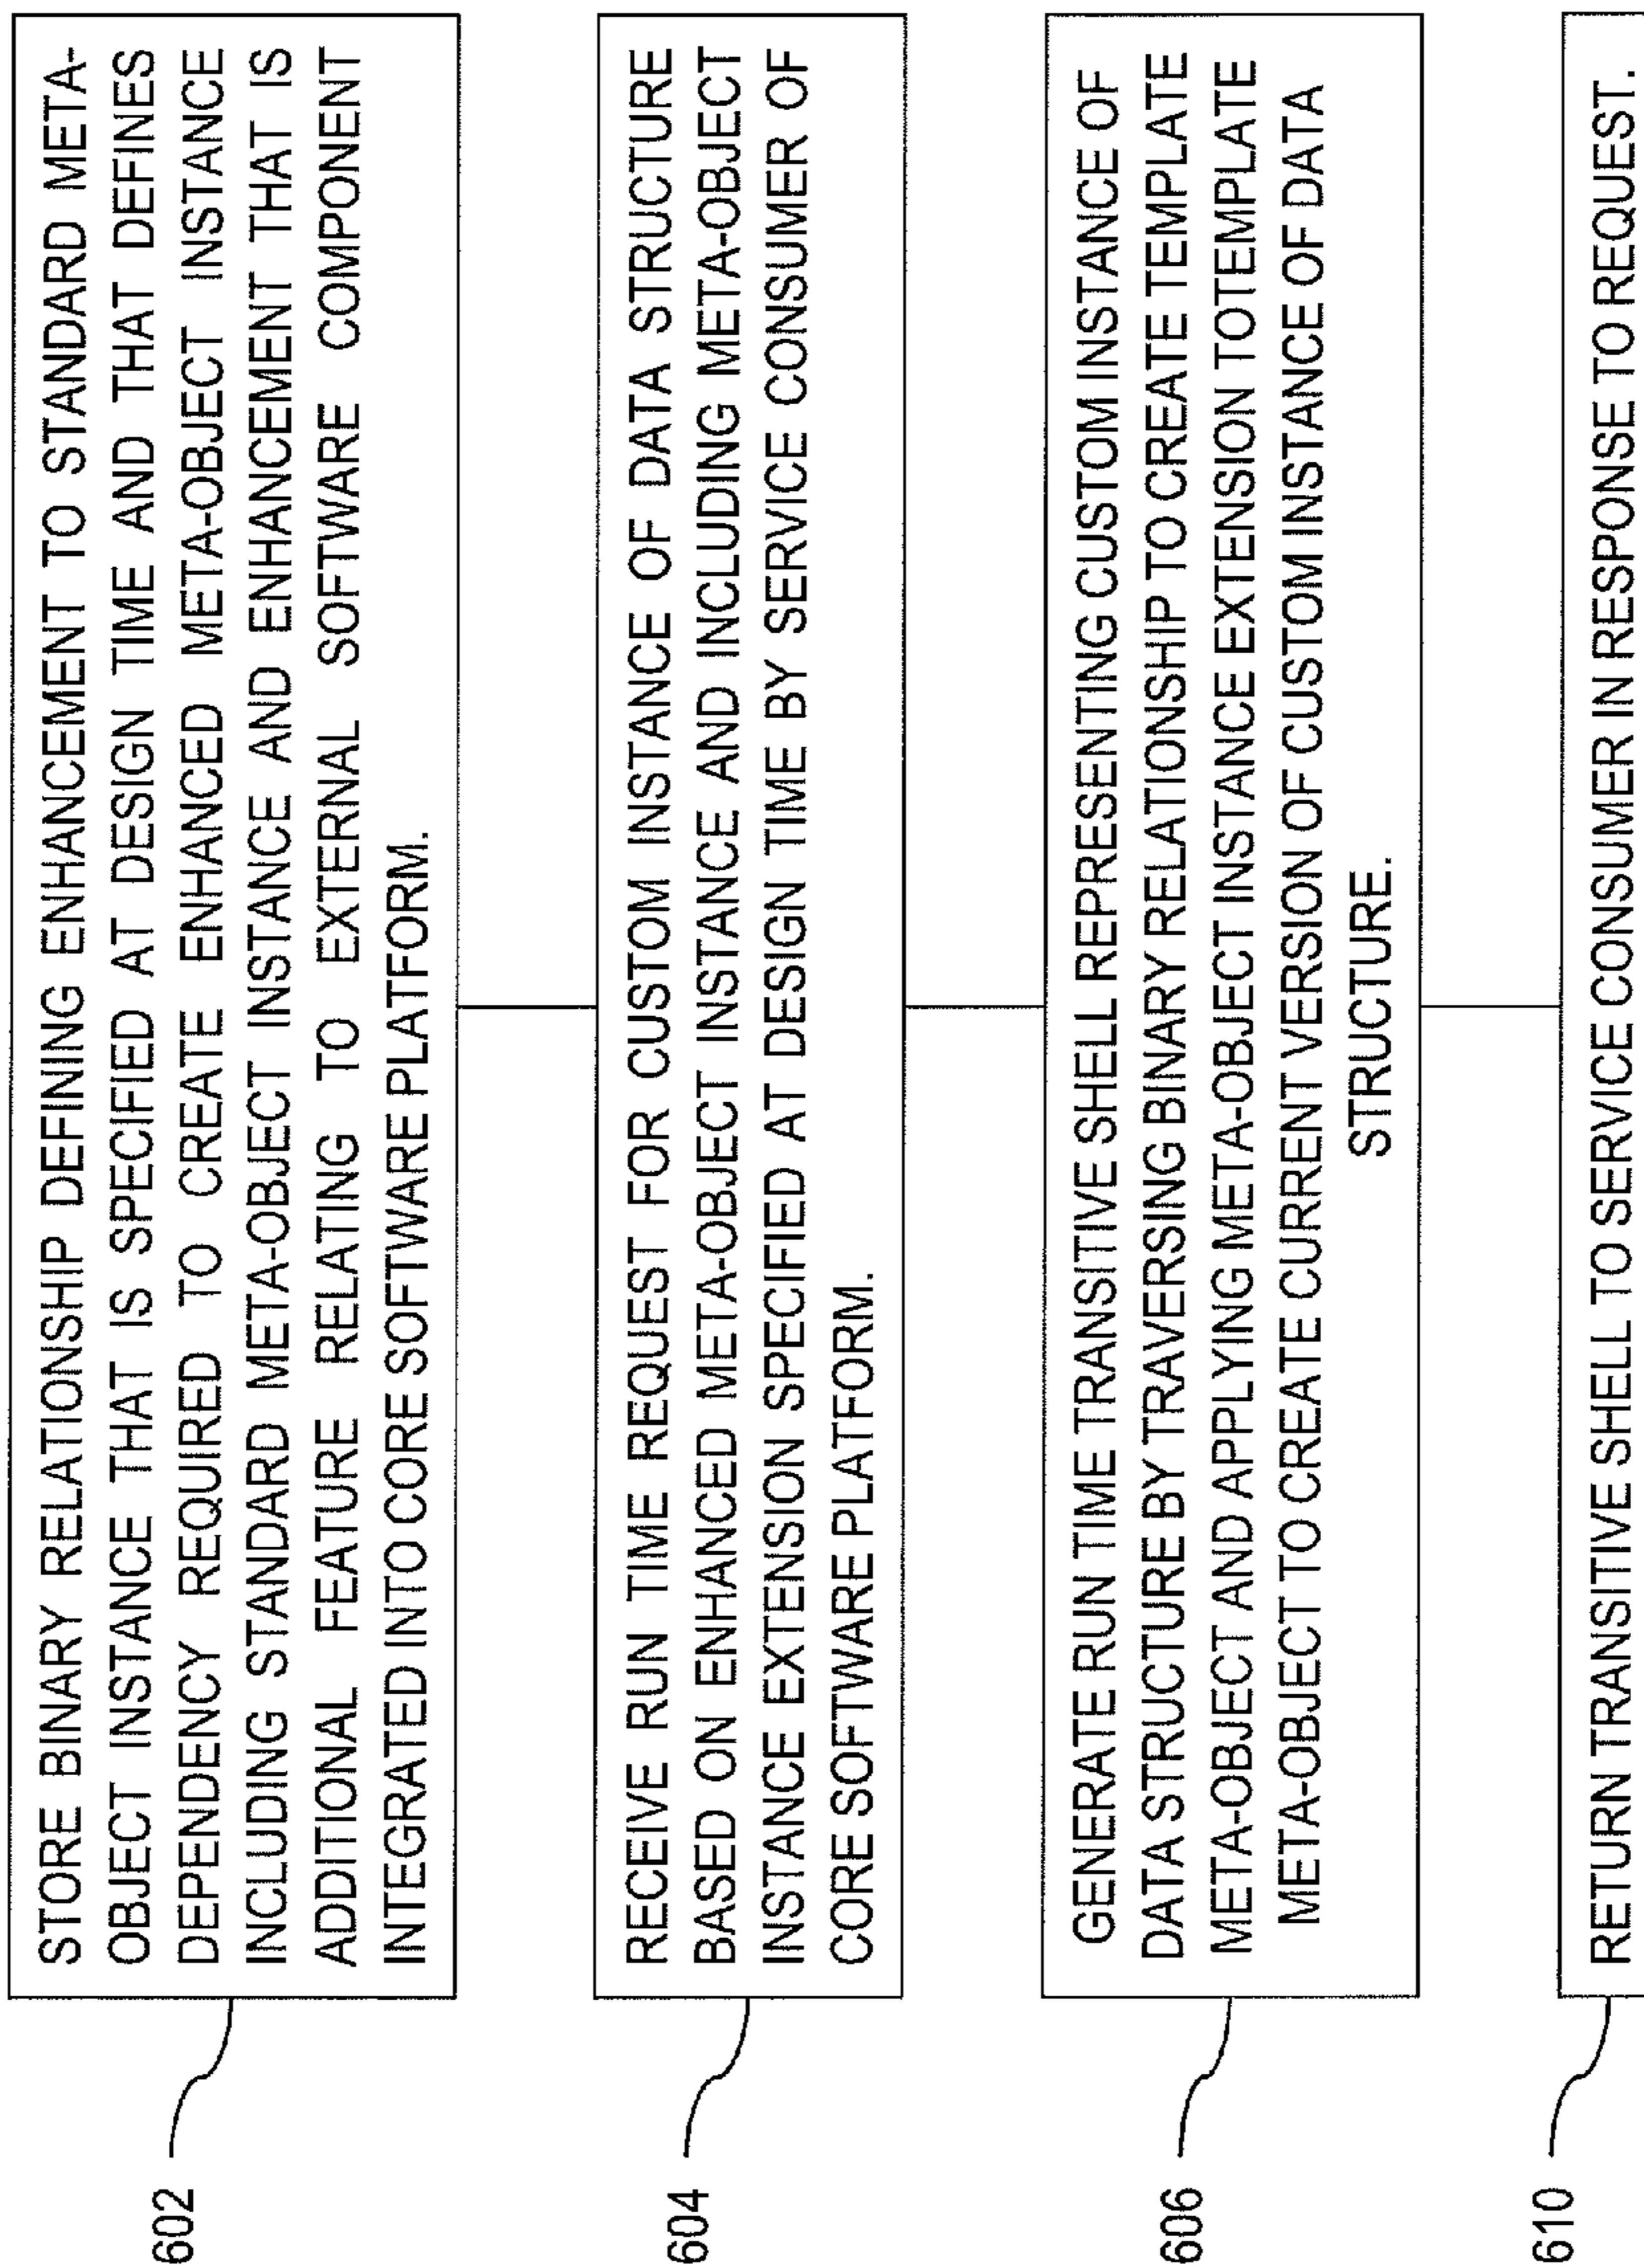 602
STORE BINARY RELATIONSHIP DEFINING ENHANCEMENT TO STANDARD META-
OBJECT INSTANCE THAT IS SPECIFIED AT DESIGN TIME AND THAT DEFINES
DEPENDENCY REQUIRED TO CREATE ENHANCED META-OBJECT INSTANCE
INCLUDING STANDARD META-OBJECT INSTANCE AND ENHANCEMENT THAT IS
ADDITIONAL FEATURE RELATING TO EXTERNAL SOFTWARE COMPONENT
INTEGRATED INTO CORE SOFTWARE PLATFORM.
604
RECEIVE RUN TIME REQUEST FOR CUSTOM INSTANCE OF DATA STRUCTURE
BASED ON ENHANCED META-OBJECT INSTANCE AND INCLUDING META-OBJECT
INSTANCE EXTENSION SPECIFIED AT DESIGN TIME BY SERVICE CONSUMER OF
CORE SOFTWARE PLATFORM.
606
GENERATE RUN TIME TRANSITIVE SHELL REPRESENTING CUSTOM INSTANCE OF
DATA STRUCTURE BY TRAVERSING BINARY RELATIONSHIP TO CREATE TEMPLATE
META-OBJECT AND APPLYING META-OBJECT INSTANCE EXTENSION TOTEMPLATE
META-OBJECT TO CREATE CURRENT VERSION OF CUSTOM INSTANCE OF DATA
STRUCTURE.
610
RETURN TRANSITIVE SHELL TO SERVICE CONSUMER IN RESPONSE TO REQUEST.